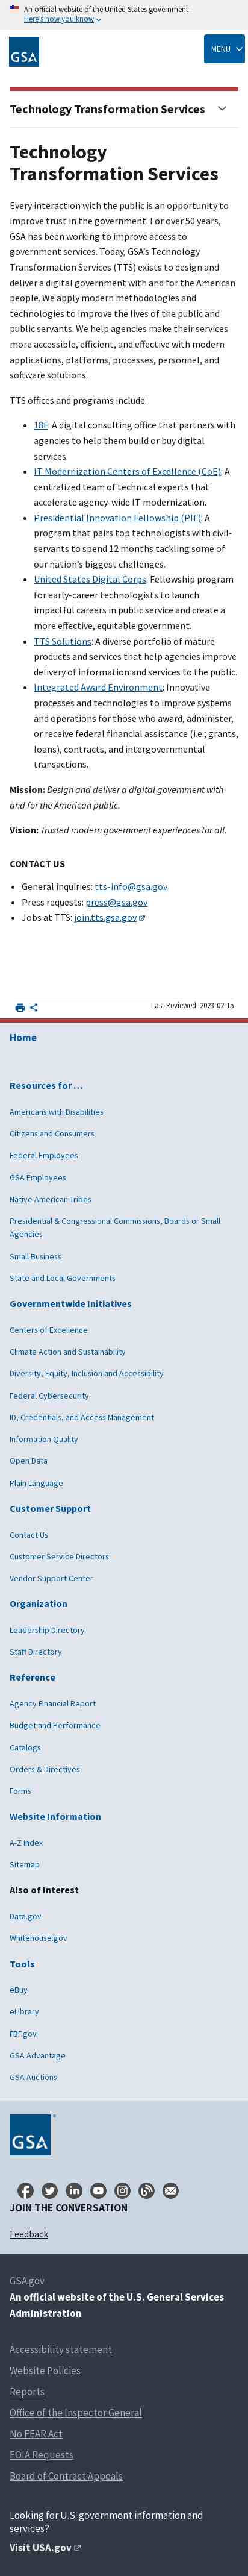 An official website of the United States government
Here's how you know
GSA
MENU
Technology Transformation Services
Technology
Transformation Services
Every interaction with the public is an opportunity to
improve trust in the government. For over 50 years,
GSA has been working to improve access to
government services. Today, GSA's Technology
Transformation Services (TTS) exists to design and
deliver a digital government with and for the American
people. We apply modern methodologies and
technologies to improve the lives of the public and
public servants. We help agencies make their services
more accessible, efficient, and effective with modern
applications, platforms, processes, personnel, and
software solutions.
TTS offices and programs include:
18F: A digital consulting office that partners with
agencies to help them build or buy digital
services.
IT Modernization Centers of Excellence (CoE): A
centralized team of technical experts that
accelerate agency-wide IT modernization.
Presidential Innovation Fellowship (PIF): A
program that pairs top technologists with civil-
servants to spend 12 months tackling some of
our nation's biggest challenges.
United States Digital Corps: Fellowship program
for early-career technologists to launch
impactful careers in public service and create a
more effective, equitable government.
TTS Solutions: A diverse portfolio of mature
products and services that help agencies improve
delivery of information and services to the public.
Integrated Award Environment: Innovative
processes and technologies to improve systems
and operations for those who award, administer,
or receive federal financial assistance (i.e.; grants,
loans), contracts, and intergovernmental
transactions.
Mission: Design and deliver a digital government with
and for the American public.
Vision: Trusted modern government experiences for all.
CONTACT US
General inquiries: tts-info@gsa.gov
Press requests: press@gsa.gov
Jobs at TTS: join.tts.gsa.gov
Last Reviewed: 2023-02-15
Home
Resources for …
Americans with Disabilities
Citizens and Consumers
Federal Employees
GSA Employees
Native American Tribes
Presidential & Congressional Commissions, Boards or Small
Agencies
Small Business
State and Local Governments
Governmentwide Initiatives
Centers of Excellence
Climate Action and Sustainability
Diversity, Equity, Inclusion and Accessibility
Federal Cybersecurity
ID, Credentials, and Access Management
Information Quality
Open Data
Plain Language
Customer Support
Contact Us
Customer Service Directors
Vendor Support Center
Organization
Leadership Directory
Staff Directory
Reference
Agency Financial Report
Budget and Performance
Catalogs
Orders & Directives
Forms
Website Information
A-Z Index
Sitemap
Also of Interest
Data.gov
Whitehouse.gov
Tools
eBuy
eLibrary
FBF.gov
GSA Advantage
GSA Auctions
GSA
JOIN THE CONVERSATION
Feedback
GSA.gov
An official website of the U.S. General Services
Administration
Accessibility statement
Website Policies
Reports
Office of the Inspector General
No FEAR Act
FOIA Requests
Board of Contract Appeals
Looking for U.S. government information and
services?
Visit USA.gov